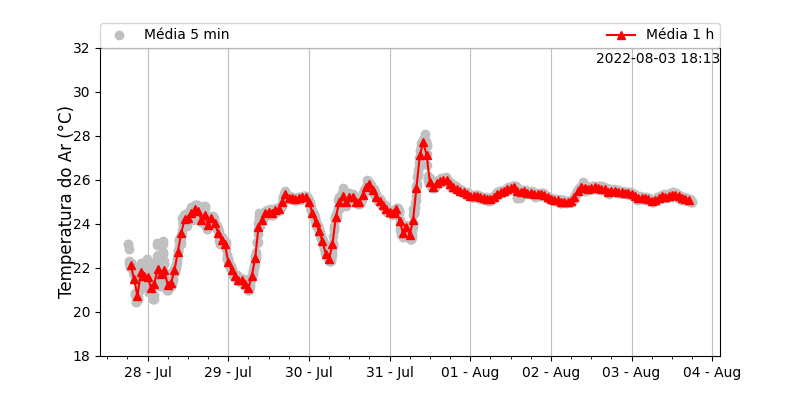 Média 5 min
Média 1 h
2022-08-03 18:13
Temperatura do Ar (°C)
32
30
28
26
24
22
20
18
28 - Jul
29 - Jul
30 - Jul
31 - Jul
01 - Aug
02 - Aug
03 - Aug
04 - Aug